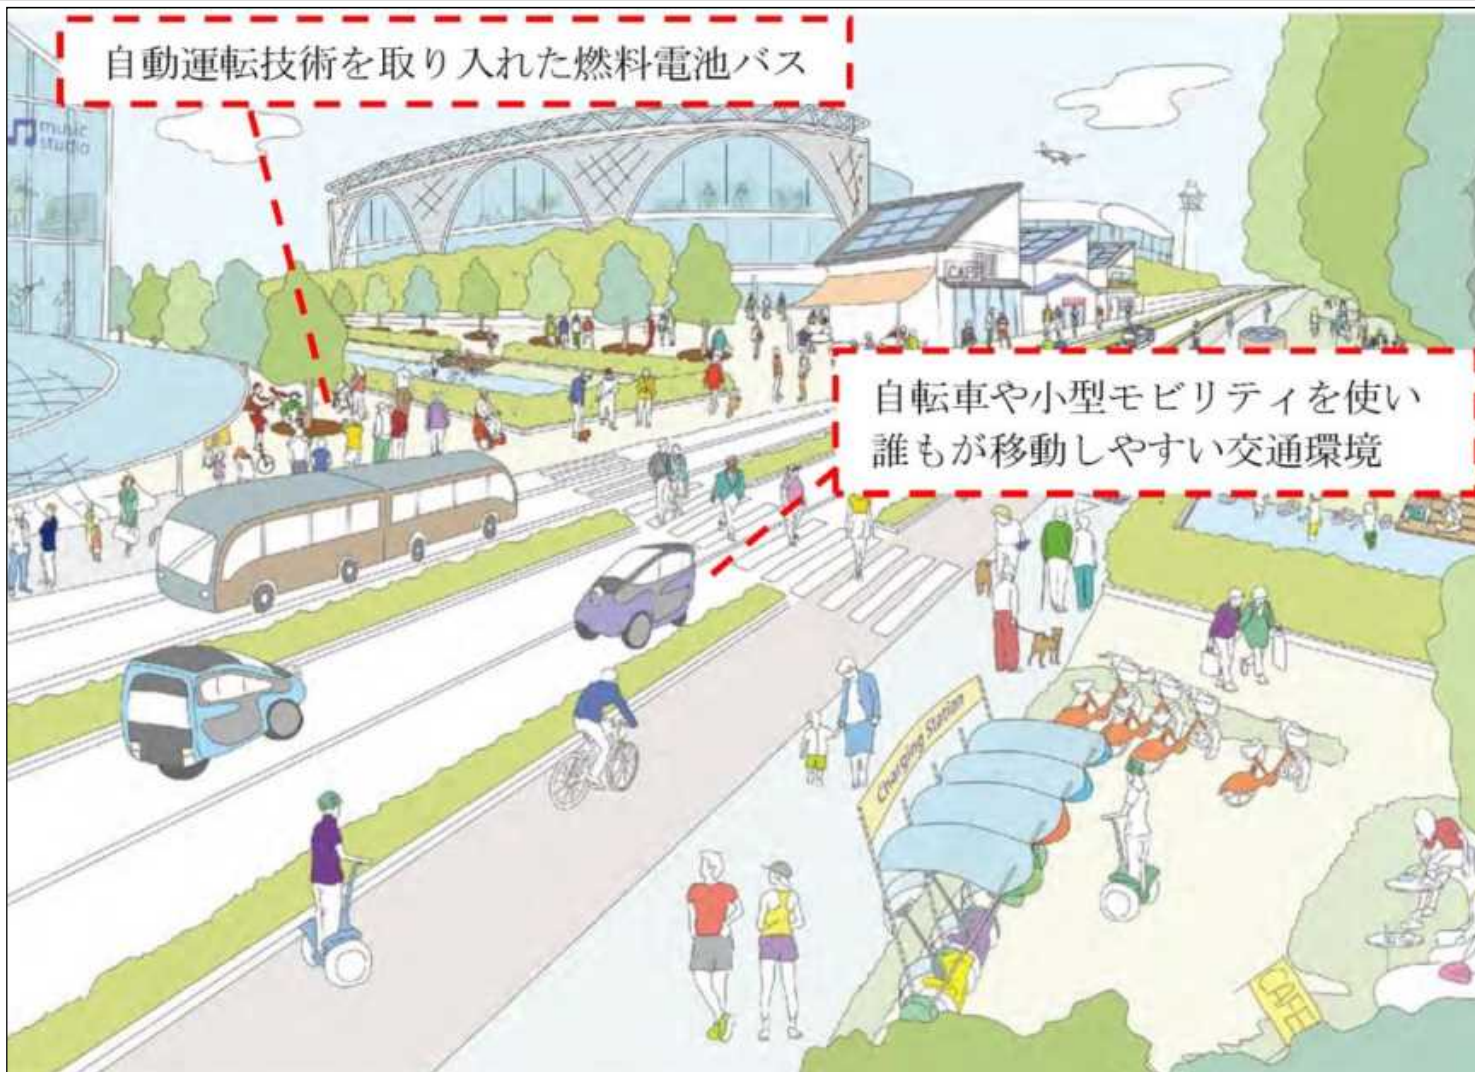 自動運転技術を取り入れた燃料電池バス
music
studio
CAFE
自転車や小型モビリティを使い
誰もが移動しやすい交通環境
Charging Station
CAFE